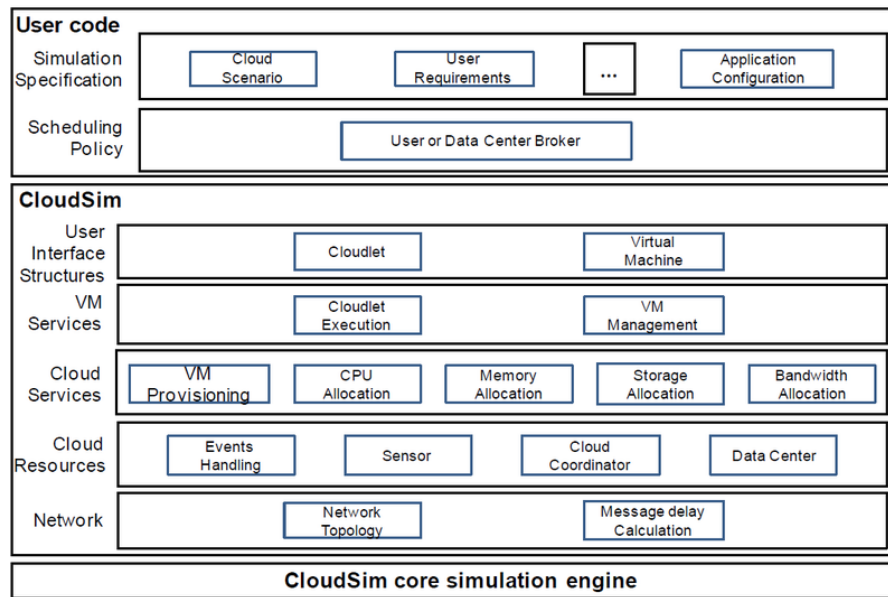 User code
Simulation
Specification
Cloud
Scenario
User
Requirements
...
Application
Configuration
Scheduling
Policy
User or Data Center Broker
CloudSim
User
Interface
Structures
Cloudlet
Virtual
Machine
VM
Services
Cloudlet
Execution
VM
Management
Cloud
Services
VM
Provisioning
CPU
Allocation
Memory
Allocation
Storage
Allocation
Bandwidth
Allocation
Cloud
Resources
Events
Handling
Sensor
Cloud
Coordinator
Data Center
Network
Network
Topology
Message delay
Calculation
CloudSim core simulation engine